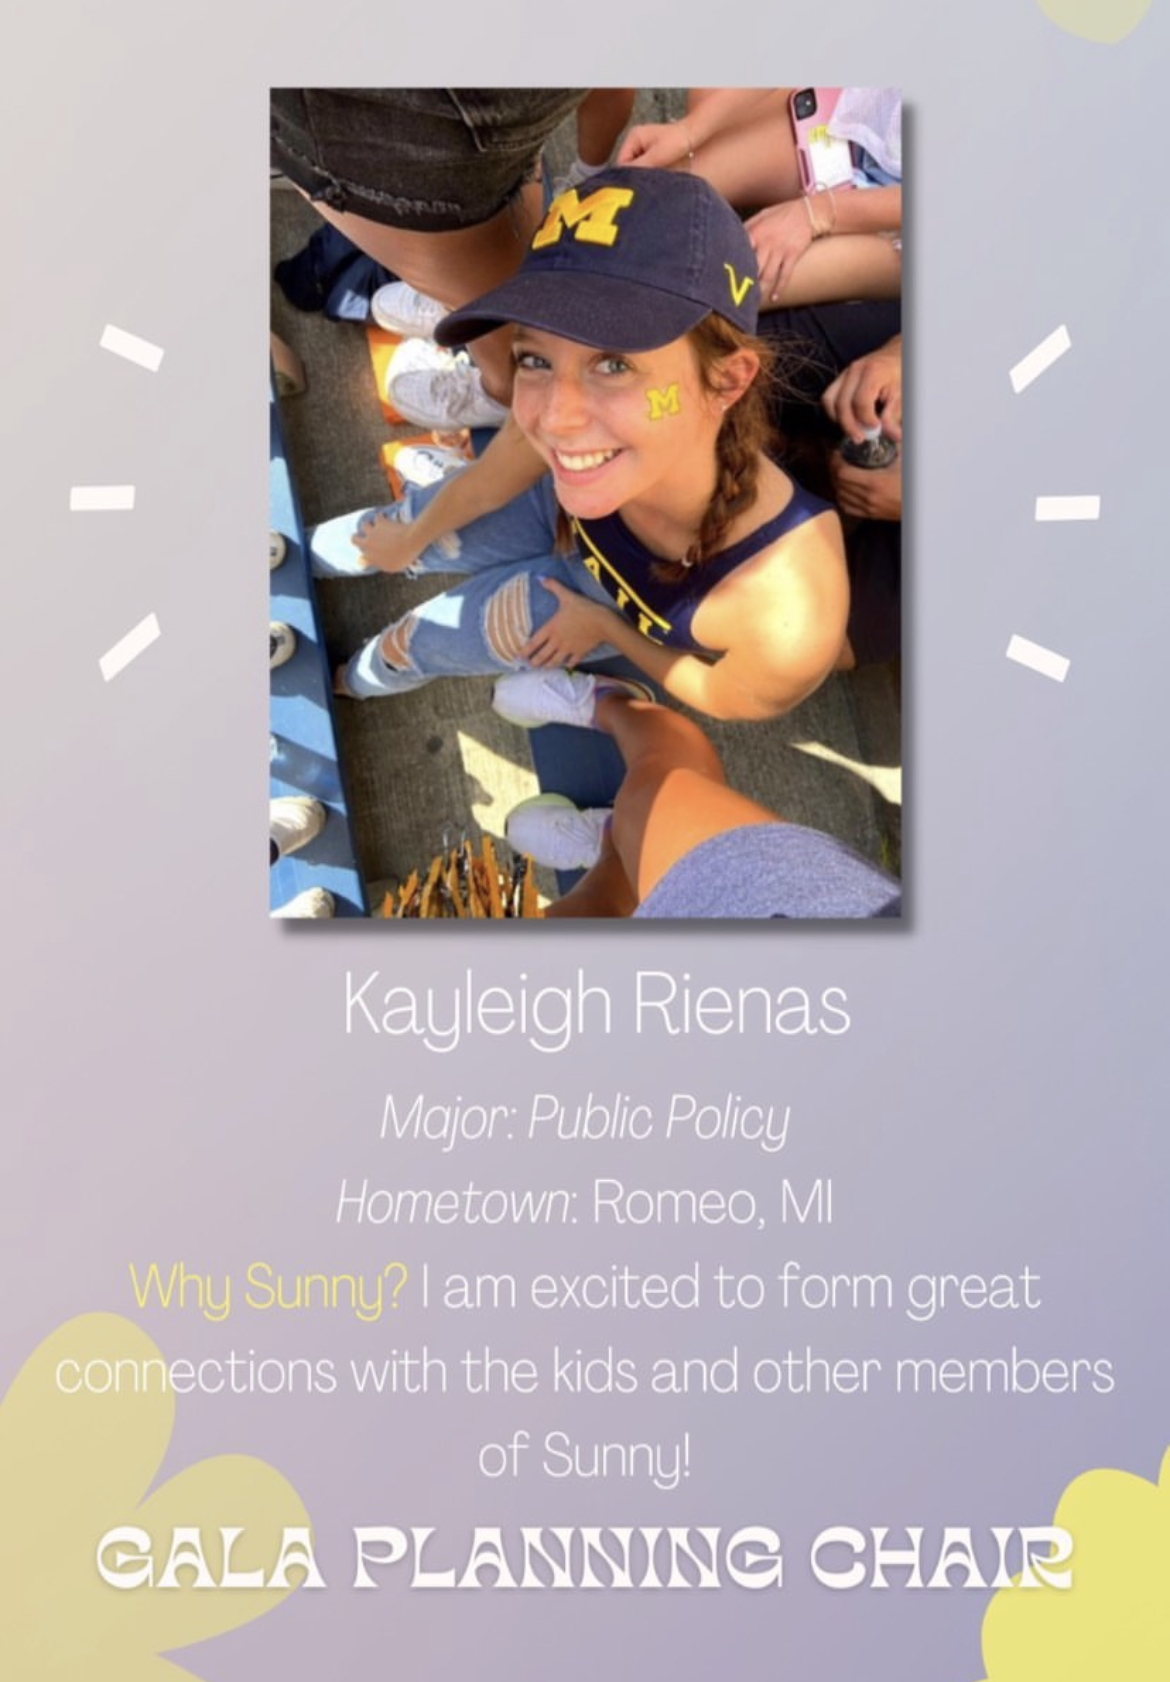 M
V
M
AIL
Kayleigh Rienas
Major: Public Policy
Hometown: Romeo, MI
Why Sunny? I am excited to form great
connections with the kids and other members
of Sunny!
GALA PLANNING CHAIR